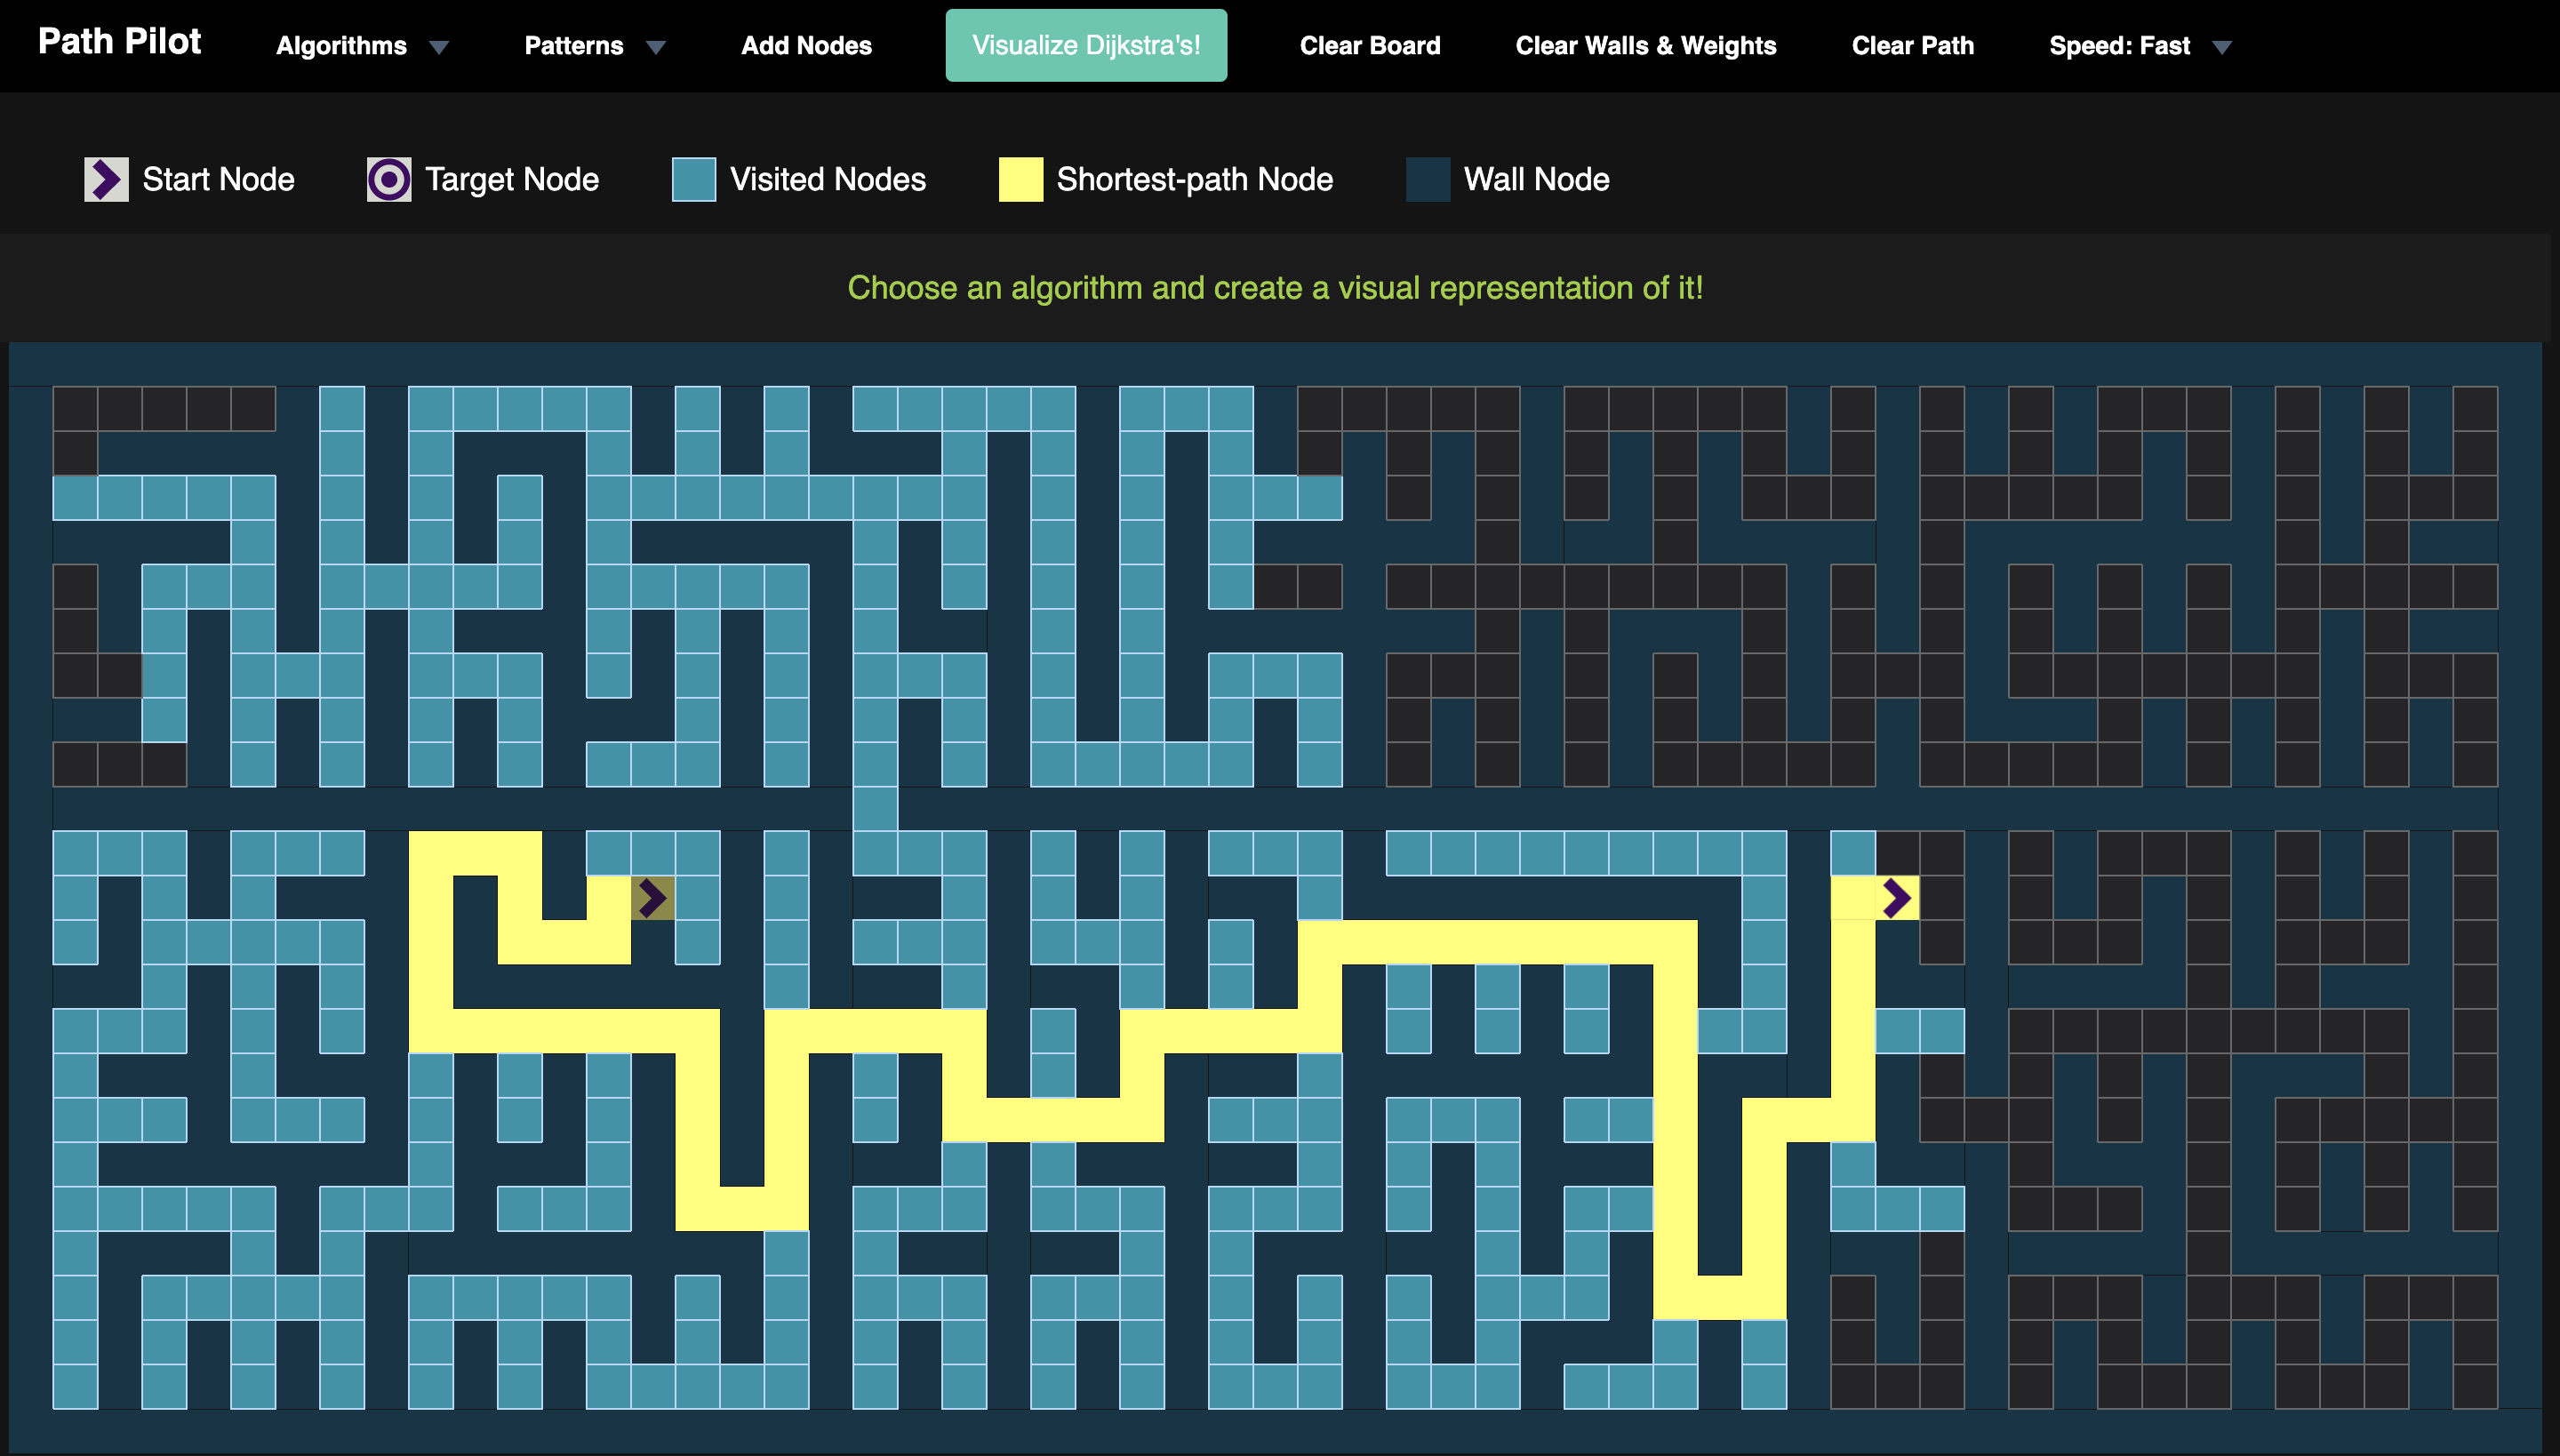 Path Pilot
Algorithms
Patterns
Add Nodes
Visualize Dijkstra's!
Clear Board
Clear Walls & Weights
Clear Path
Speed: Fast
Start Node
Target Node
Visited Nodes
Shortest-path Node
Wall Node
Choose an algorithm and create a visual representation of it!